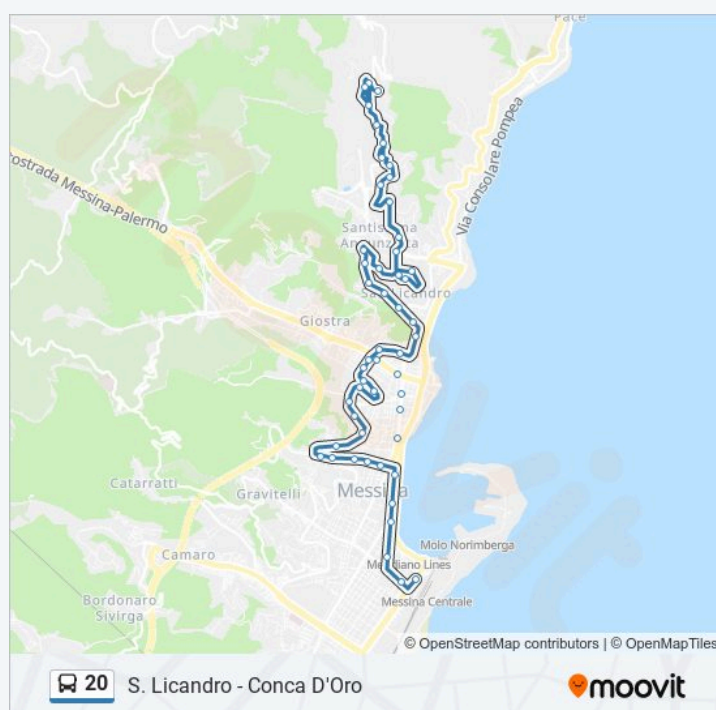 Pace
Via Consolare Pompea
ostrada Messina-Palermo
Santissima
Annunziata
San Licandro
Giostra
Catarratti
Gravitelli
Messina
Camaro
Molo Norimberga
Meridiano Lines
Bordonaro
Sivirga
Messina Centrale
© OpenStreetMap contributors | © OpenMapTiles
20 S. Licandro - Conca D'Oro
moovit